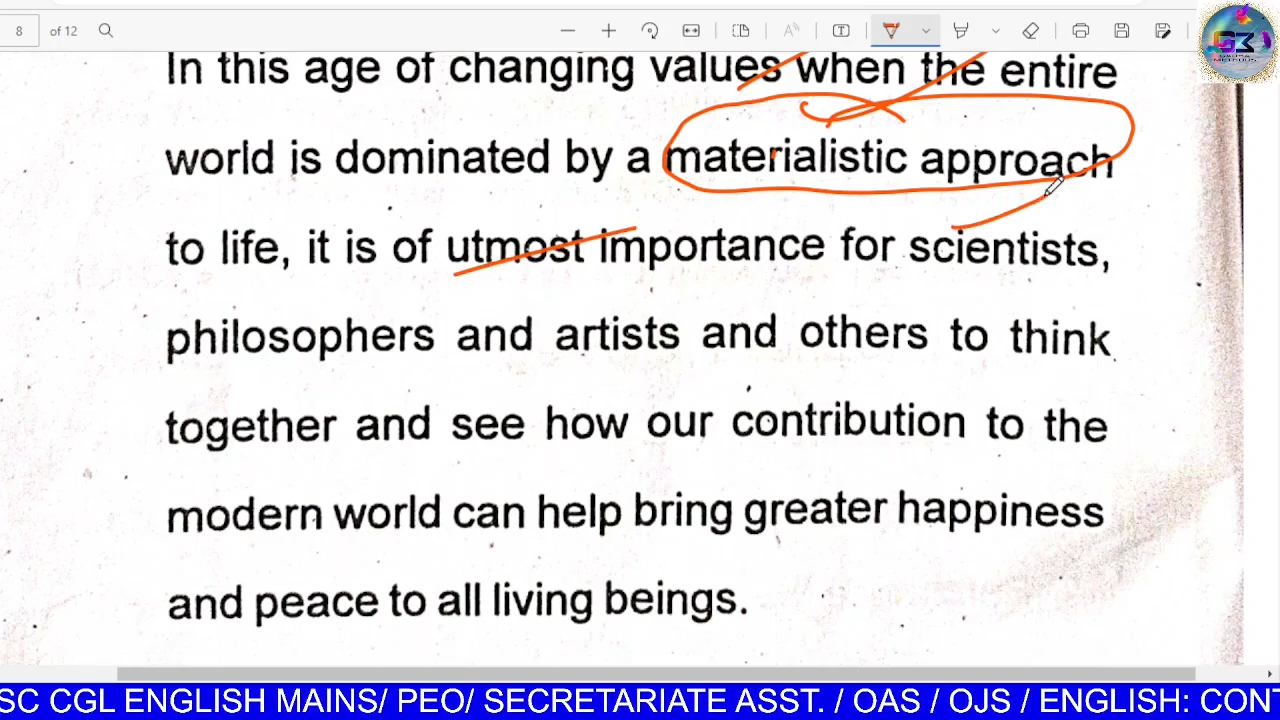 8 of 12
In this age of changing values when the entire
world is dominated by a materialistic approach
to life, it is of utmost importance for scientists,
philosophers and artists and others to think
together and see how our contribution to the
modern world can help bring greater happiness
and peace to all living beings.
SC CGL ENGLISH MAINS/ PEO/ SECRETARIATE ASST. / OAS / OJS / ENGLISH: CONT